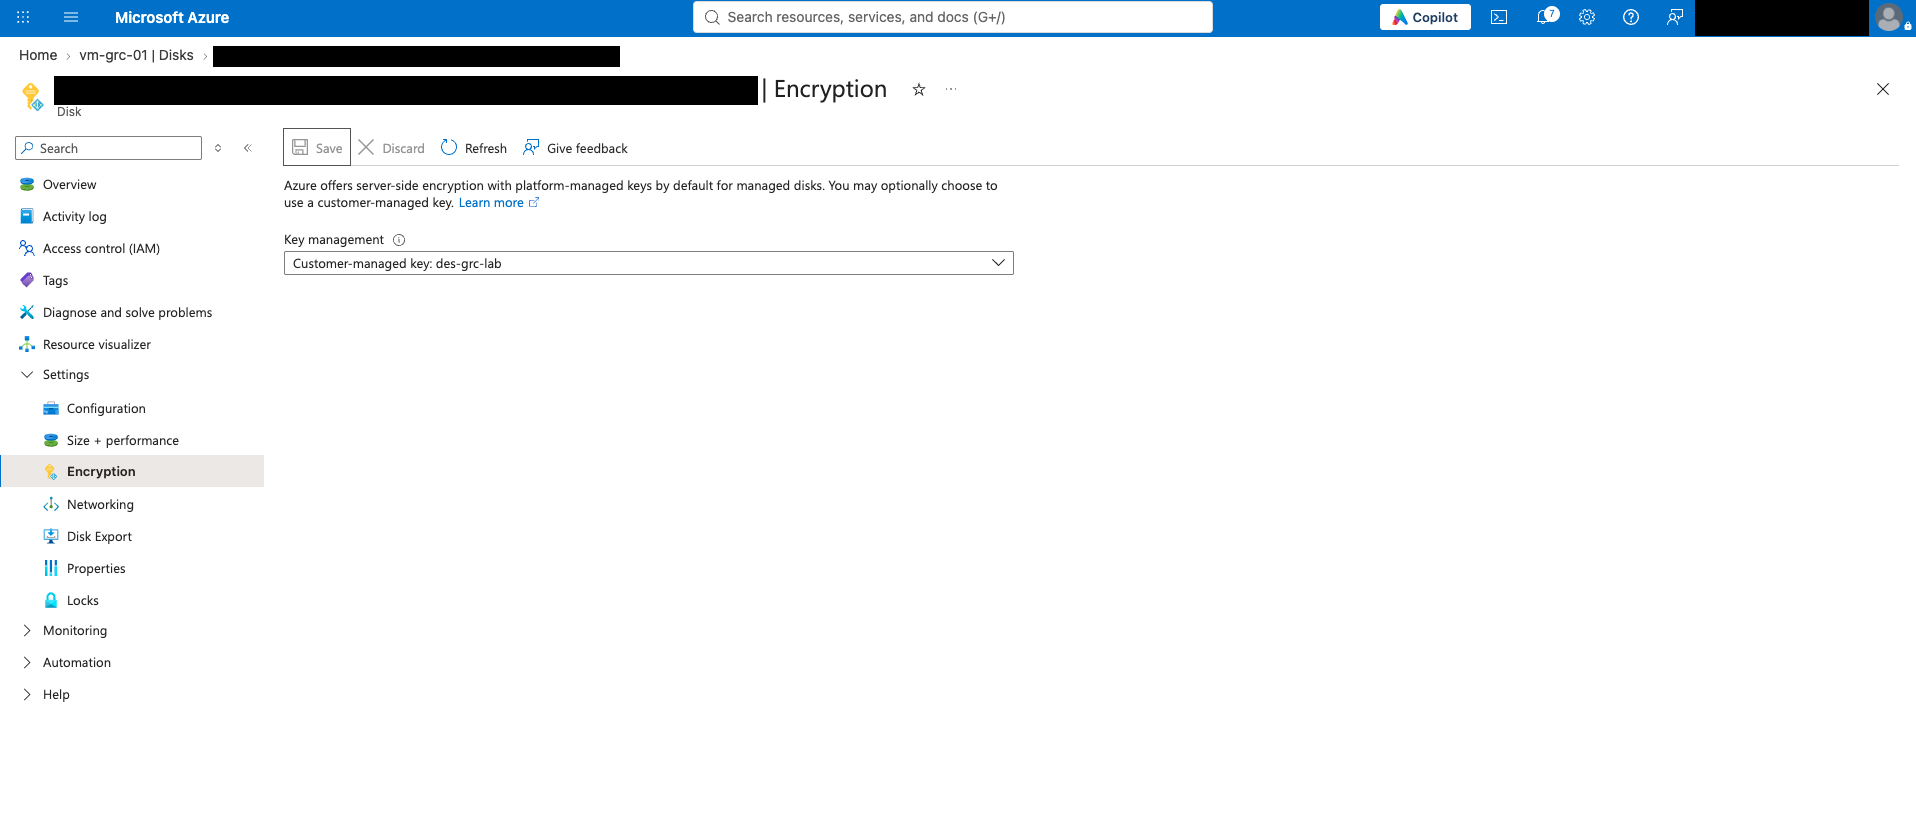 Microsoft Azure
Search resources, services, and docs (G+/)
Copilot
7
Home > vm-grc-01 | Disks >
| Encryption
Disk
Search
Save Discard Refresh Give feedback
Overview
Activity log
Access control (IAM)
Tags
Diagnose and solve problems
Resource visualizer
Settings
Configuration
Size + performance
Encryption
Networking
Disk Export
Properties
Locks
Monitoring
Automation
Help
Azure offers server-side encryption with platform-managed keys by default for managed disks. You may optionally choose to
use a customer-managed key. Learn more
Key management
Customer-managed key: des-grc-lab